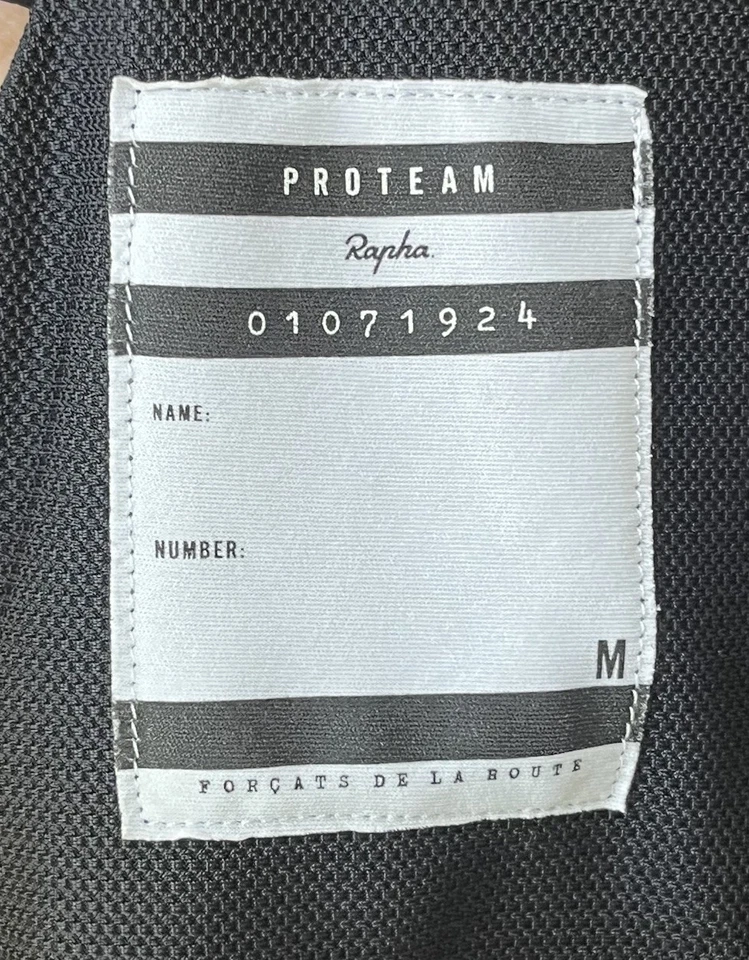 PROTEAM
Rapha.
01071924
NAME:
NUMBER:
M
FORÇATS DE LA ROUTE